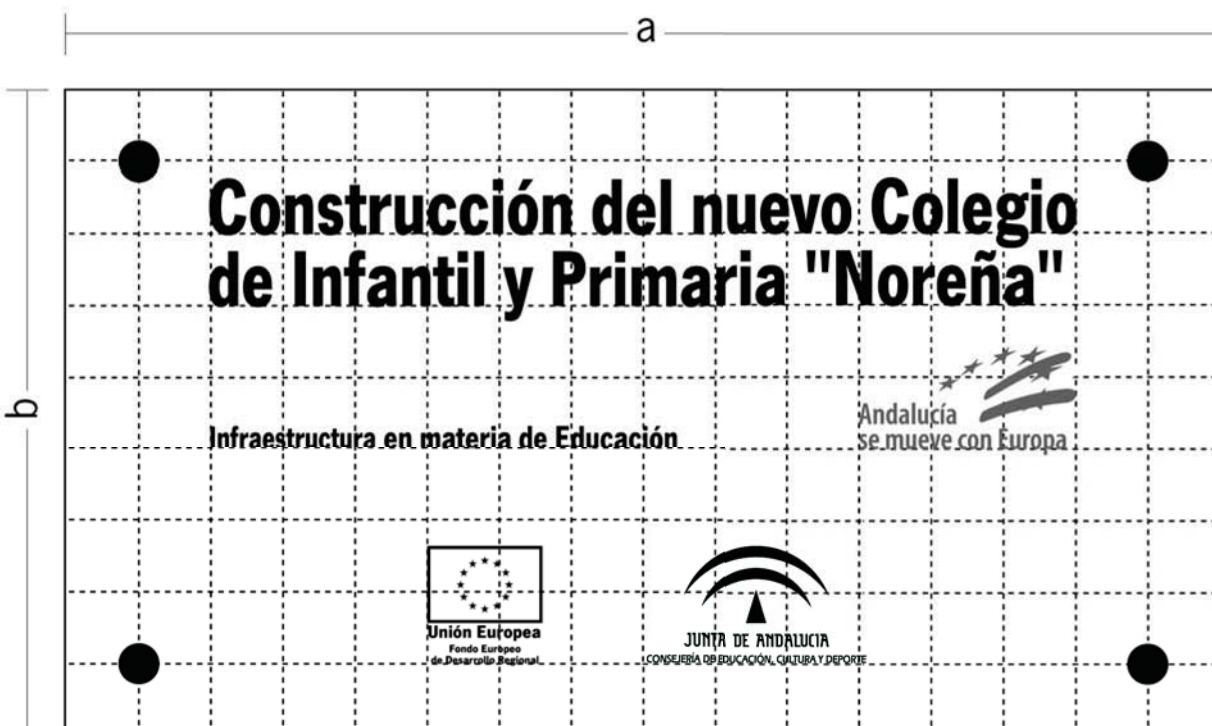 a
b
Construcción del nuevo Colegio
de Infantil y Primaria "Noreña"
Andalucía
se mueve con Europa
Infraestructura en materia de Educación
Unión Europea
Fondo Europeo
de Desarrollo Regional
JUNTA DE ANDALUCIA
CONSEJERÍA DE EDUCACIÓN, CULTURA Y DEPORTE